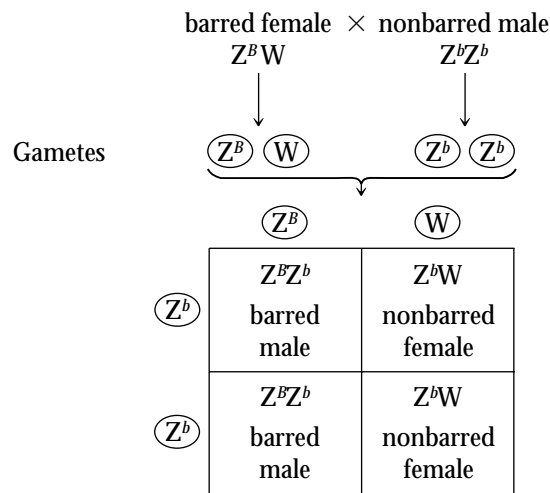 barred female × nonbarred male
Z^B W Z^b Z^b
Gametes Z^B W Z^b Z^b
Z^B W
Z^B Z^b Z^b W
Z^b barred nonbarred
male female
Z^B Z^b Z^b W
Z^b barred nonbarred
male female